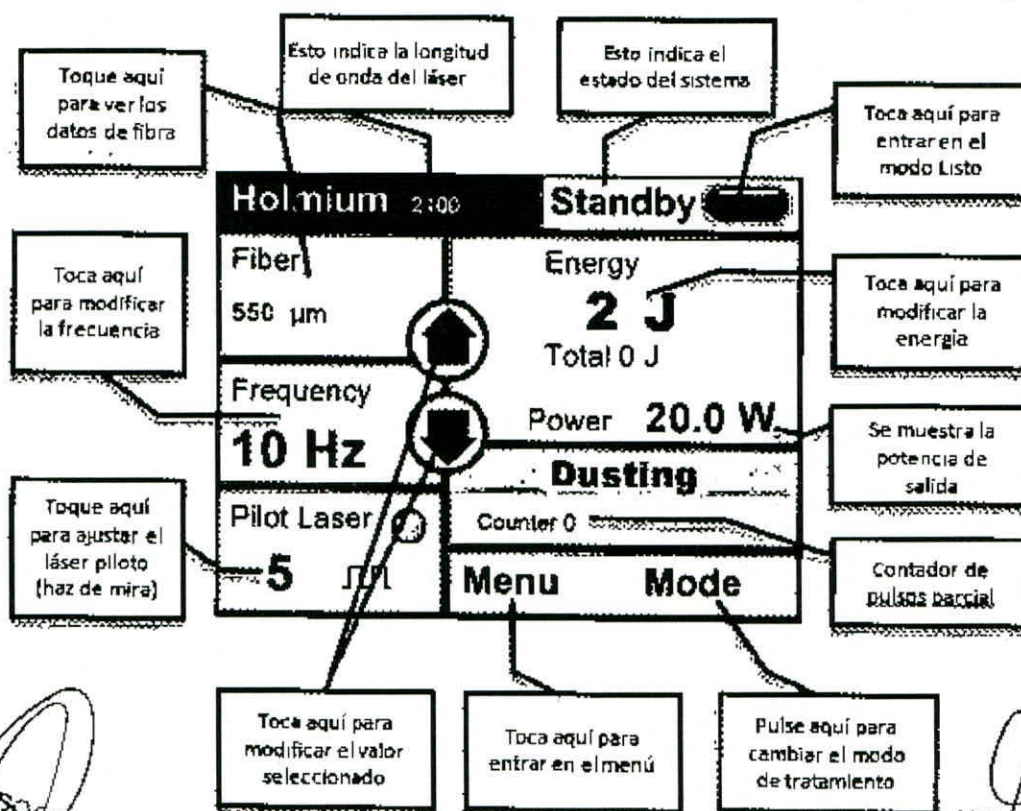 Esto indica la longitud
de onda del láser
Esto indica el
estado del sistema
Toque aquí
para ver los
datos de fibra
Toca aquí para
entrar en el
modo Listo
Holmium 2:00
Standby
Fiber
550 µm
Energy
2 J
Total 0 J
Toca aquí
para modificar
la frecuencia
Toca aquí para
modificar la
energia
Frequency
10 Hz
Power 20.0 W
Se muestra la
potencia de
salida
Dusting
Counter 0
Toque aquí
para ajustar el
láser piloto
(haz de mira)
Pilot Laser
5
Contador de
pulsos parcial
Menu
Mode
Toca aquí para
modificar el valor
seleccionado
Toca aquí para
entrar en el menú
Pulse aquí para
cambiar el modo
de tratamiento